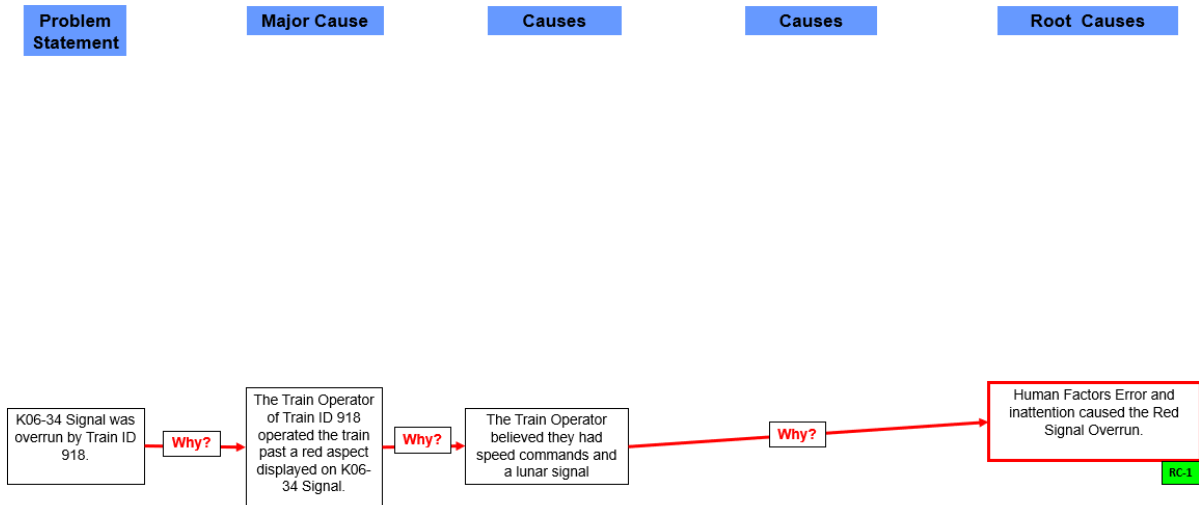 Problem
Statement
Major Cause
Causes
Causes
Root Causes
K06-34 Signal was
overrun by Train ID
918.
Why?
The Train Operator
of Train ID 918
operated the train
past a red aspect
displayed on K06-
34 Signal.
Why?
The Train Operator
believed they had
speed commands and
a lunar signal
Why?
Human Factors Error and
inattention caused the Red
Signal Overrun.
RC-1